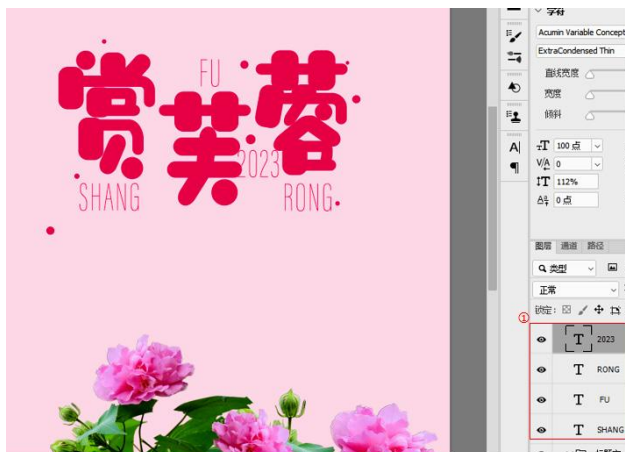 字符
赏芙蓉
FU
2023
SHANG
RONG
Acumin Variable Concept
ExtraCondensed Thin
直线宽度
宽度
倾斜
100 点
V/A 0
T 112%
0 点
图层 通道 路径
类型
正常
锁定:
①
T 2023
T RONG
T FU
T SHANG